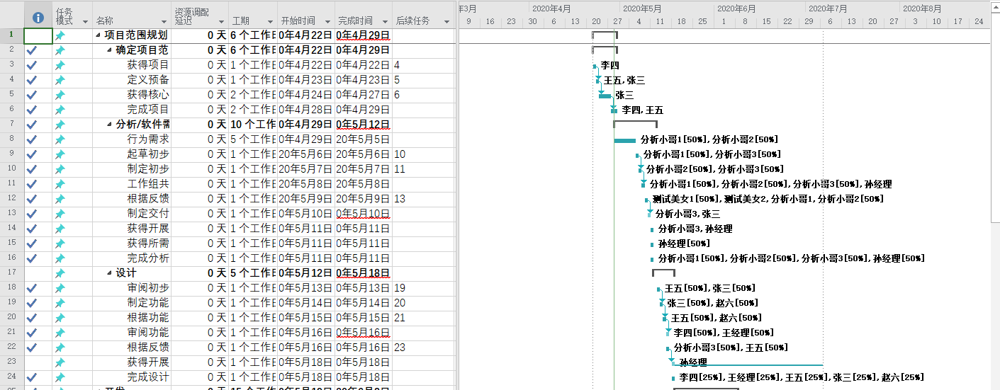 任务模式 名称 资源调配延迟 工期 开始时间 完成时间 后续任务
年3月 2020年4月 2020年5月 2020年6月 2020年7月 2020年8月
9 16 23 30 6 13 20 27 4 11 18 25 1 8 15 22 29 6 13 20 27 3 10 17 24
1 项目范围规划 0 天 6 个工作日 0年4月22日 0年4月29日
2 确定项目范 0 天 6 个工作日 0年4月22日 0年4月29日
3 获得项目 0 天 1 个工作日 0年4月22日 0年4月22日 4 李四
4 定义预备 0 天 1 个工作日 0年4月23日 0年4月23日 5 王五,张三
5 获得核心 0 天 2 个工作日 0年4月24日 0年4月27日 6 张三
6 完成项目 0 天 2 个工作日 0年4月28日 0年4月29日 李四,王五
7 分析/软件需 0 天 10 个工作 0年4月29日 0年5月12日
8 行为需求 0 天 5 个工作日 0年4月29日 20年5月5日 分析小哥1[50%],分析小哥2[50%]
9 起草初步 0 天 1 个工作日 20年5月6日 20年5月6日 10 分析小哥1[50%],分析小哥3[50%]
10 制定初步 0 天 1 个工作日 20年5月7日 20年5月7日 11 分析小哥2[50%],分析小哥3[50%]
11 工作组共 0 天 1 个工作日 20年5月8日 20年5月8日 分析小哥1[50%],分析小哥2[50%],分析小哥3[50%],孙经理
12 根据反馈 0 天 1 个工作日 20年5月9日 20年5月9日 13 测试美女1[50%],测试美女2,分析小哥1,分析小哥2[50%]
13 制定交付 0 天 1 个工作日 0年5月10日 0年5月10日 分析小哥3,张三
14 获得开展 0 天 1 个工作日 0年5月11日 0年5月11日 分析小哥3,孙经理
15 获得所需 0 天 1 个工作日 0年5月11日 0年5月11日 孙经理[50%]
16 完成分析 0 天 1 个工作日 0年5月11日 0年5月11日 分析小哥1[50%],分析小哥2[50%],分析小哥3[50%],孙经理[50%]
17 设计 0 天 5 个工作日 0年5月12日 0年5月18日
18 审阅初步 0 天 1 个工作日 0年5月13日 0年5月13日 19 王五[50%],张三[50%]
19 制定功能 0 天 1 个工作日 0年5月14日 0年5月14日 20 张三[50%],赵六[50%]
20 根据功能 0 天 1 个工作日 0年5月15日 0年5月15日 21 王五[50%],赵六[50%]
21 审阅功能 0 天 1 个工作日 0年5月16日 0年5月16日 李四[50%],王经理[50%]
22 根据反馈 0 天 1 个工作日 0年5月16日 0年5月16日 23 分析小哥3[50%],王五[50%]
23 获得开展 0 天 1 个工作日 0年5月18日 0年5月18日 孙经理
24 完成设计 0 天 1 个工作日 0年5月18日 0年5月18日 李四[25%],王经理[25%],王五[25%],张三[25%],赵六[25%]